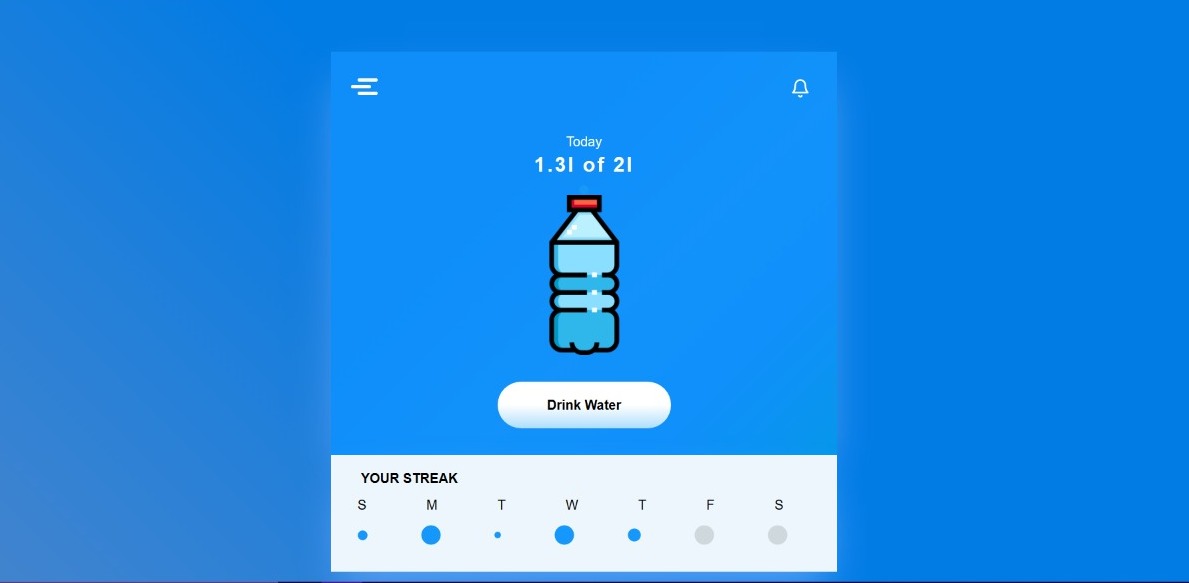 Today
1.3l of 2l
Drink Water
YOUR STREAK
S M T W T F S